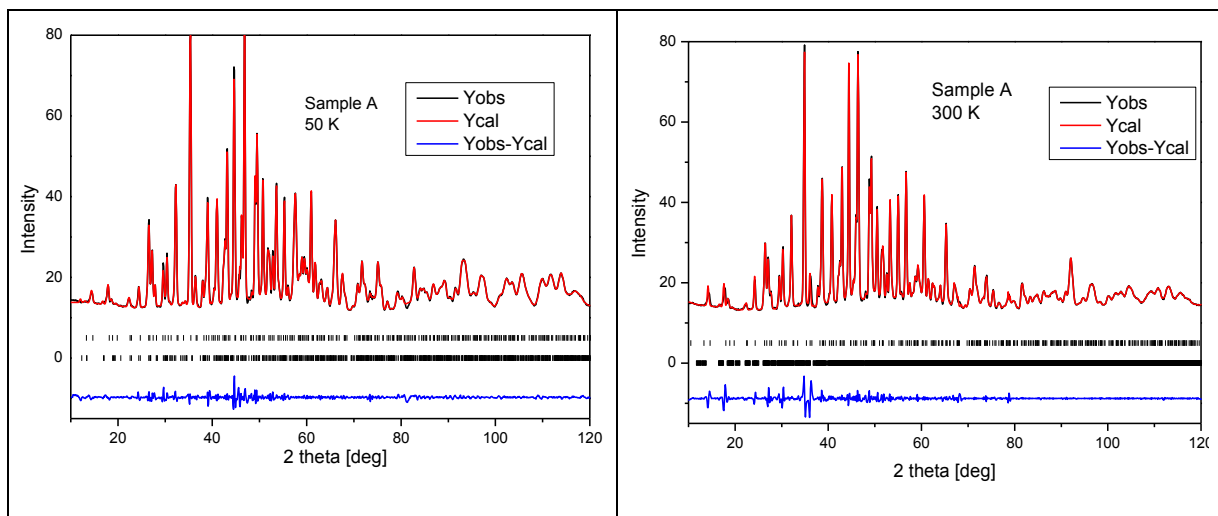 80
60
40
20
0
Intensity
Sample A
50 K
Yobs
Ycal
Yobs-Ycal
20 40 60 80 100 120
2 theta [deg]
80
60
40
20
0
Intensity
Sample A
300 K
Yobs
Ycal
Yobs-Ycal
20 40 60 80 100 120
2 theta [deg]